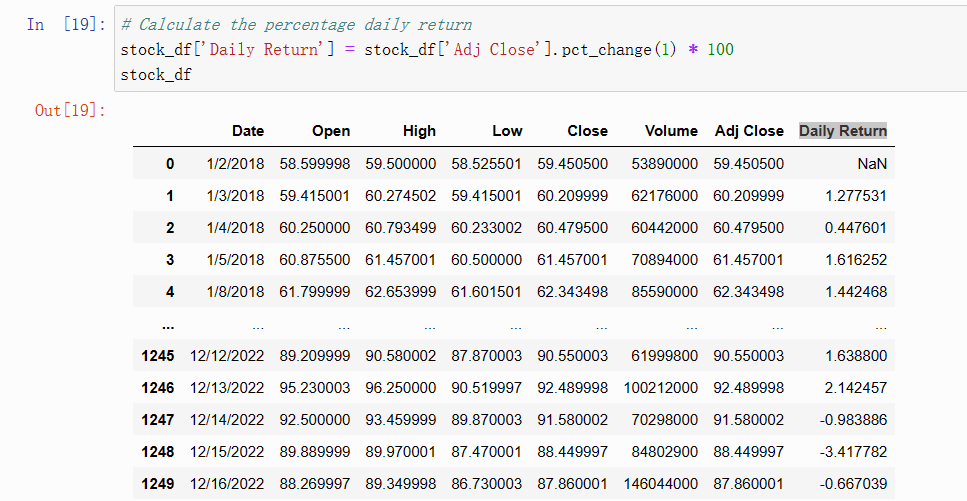 In [19]: # Calculate the percentage daily return
stock_df['Daily Return'] = stock_df['Adj Close'].pct_change(1) * 100
stock_df
Out[19]:
Date Open High Low Close Volume Adj Close Daily Return
0 1/2/2018 58.599998 59.500000 58.525501 59.450500 53890000 59.450500 NaN
1 1/3/2018 59.415001 60.274502 59.415001 60.209999 62176000 60.209999 1.277531
2 1/4/2018 60.250000 60.793499 60.233002 60.479500 60442000 60.479500 0.447601
3 1/5/2018 60.875500 61.457001 60.500000 61.457001 70894000 61.457001 1.616252
4 1/8/2018 61.799999 62.653999 61.601501 62.343498 85590000 62.343498 1.442468
... ... ... ... ... ... ... ... ...
1245 12/12/2022 89.209999 90.580002 87.870003 90.550003 61999800 90.550003 1.638800
1246 12/13/2022 95.230003 96.250000 90.519997 92.489998 100212000 92.489998 2.142457
1247 12/14/2022 92.500000 93.459999 89.870003 91.580002 70298000 91.580002 -0.983886
1248 12/15/2022 89.889999 89.970001 87.470001 88.449997 84802900 88.449997 -3.417782
1249 12/16/2022 88.269997 89.349998 86.730003 87.860001 146044000 87.860001 -0.667039